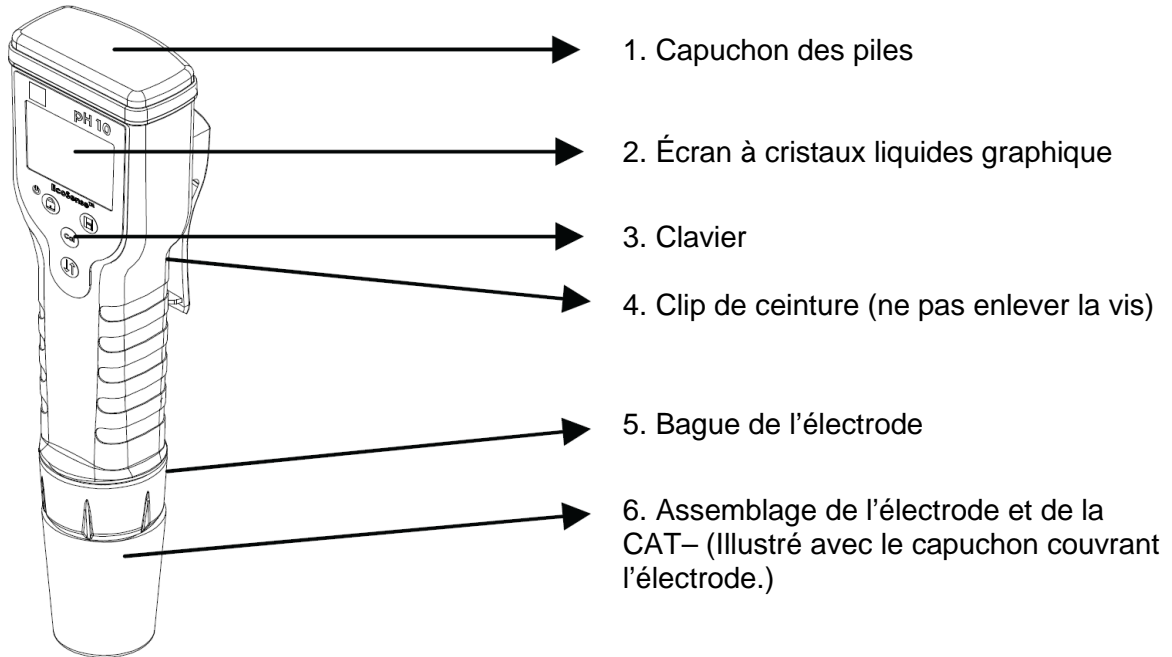 1. Capuchon des piles
pH 10
2. Écran à cristaux liquides graphique
EcoSense™
Cal
3. Clavier
4. Clip de ceinture (ne pas enlever la vis)
5. Bague de l’électrode
6. Assemblage de l’électrode et de la
CAT– (Illustré avec le capuchon couvrant
l’électrode.)